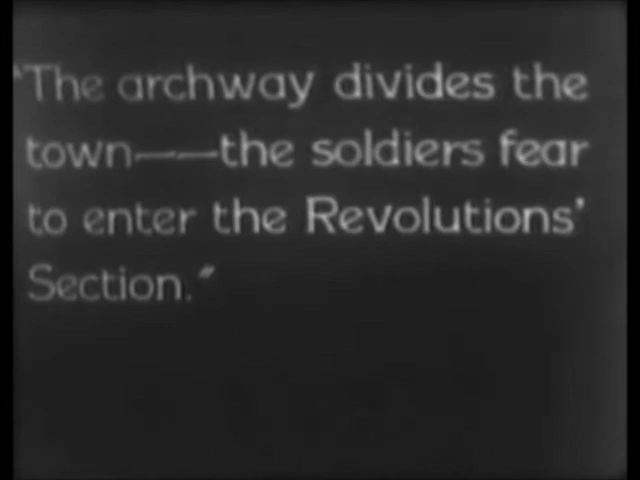 "The archway divides the
town——the soldiers fear
to enter the Revolutions'
Section."